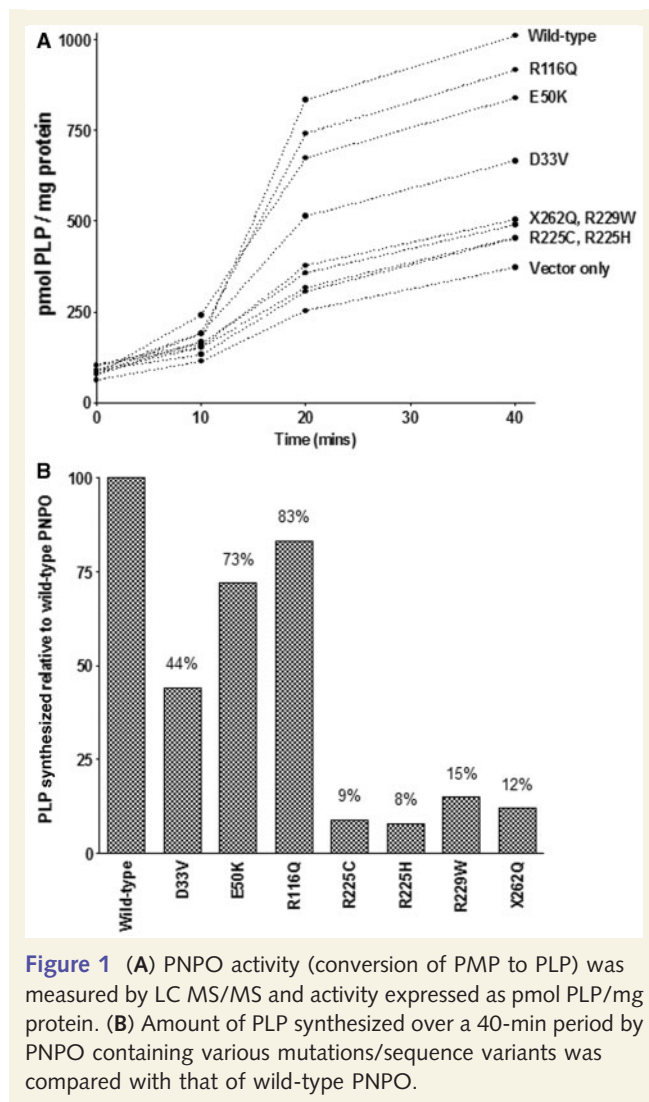 A
1000
750
500
250
0
pmol PLP / mg protein
Wild-type
R116Q
E50K
D33V
X262Q, R229W
R225C, R225H
Vector only
0 10 20 30 40
Time (mins)
B
100
75
50
25
0
PLP synthesized relative to wild-type PNPO
44%
73%
83%
9%
8%
15%
12%
Wild-type
D33V
E50K
R116Q
R225C
R225H
R229W
X262Q
Figure 1 (A) PNPO activity (conversion of PMP to PLP) was
measured by LC MS/MS and activity expressed as pmol PLP/mg
protein. (B) Amount of PLP synthesized over a 40-min period by
PNPO containing various mutations/sequence variants was
compared with that of wild-type PNPO.